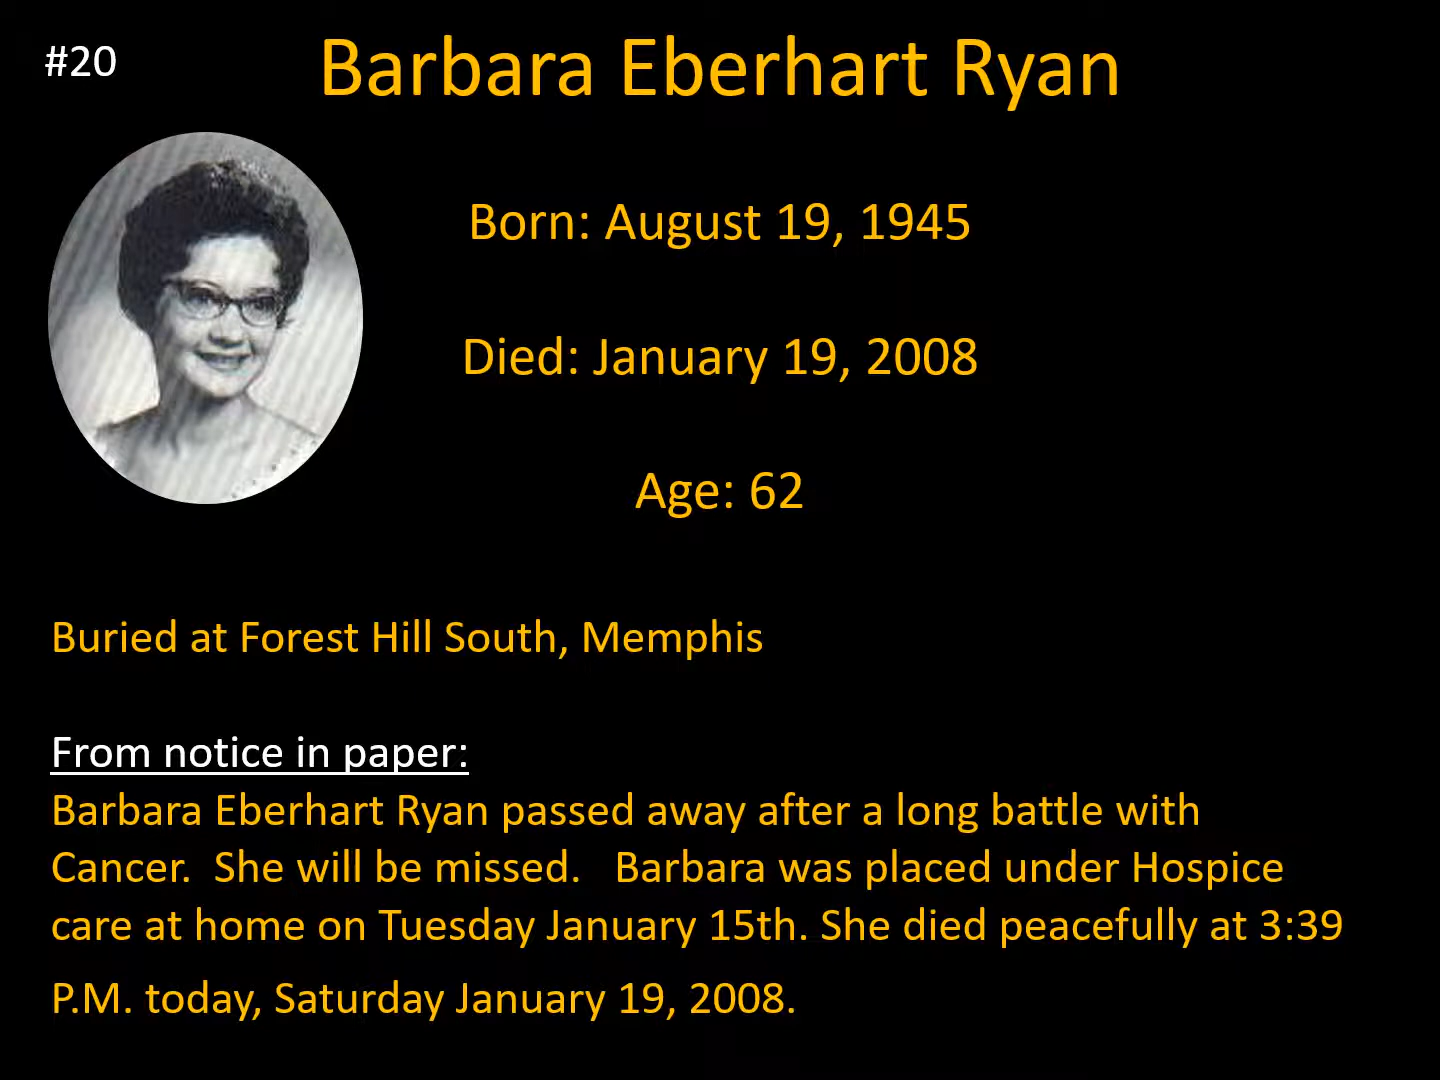 #20
Barbara Eberhart Ryan
Born: August 19, 1945
Died: January 19, 2008
Age: 62
Buried at Forest Hill South, Memphis
From notice in paper:
Barbara Eberhart Ryan passed away after a long battle with
Cancer.  She will be missed.   Barbara was placed under Hospice
care at home on Tuesday January 15th. She died peacefully at 3:39
P.M. today, Saturday January 19, 2008.